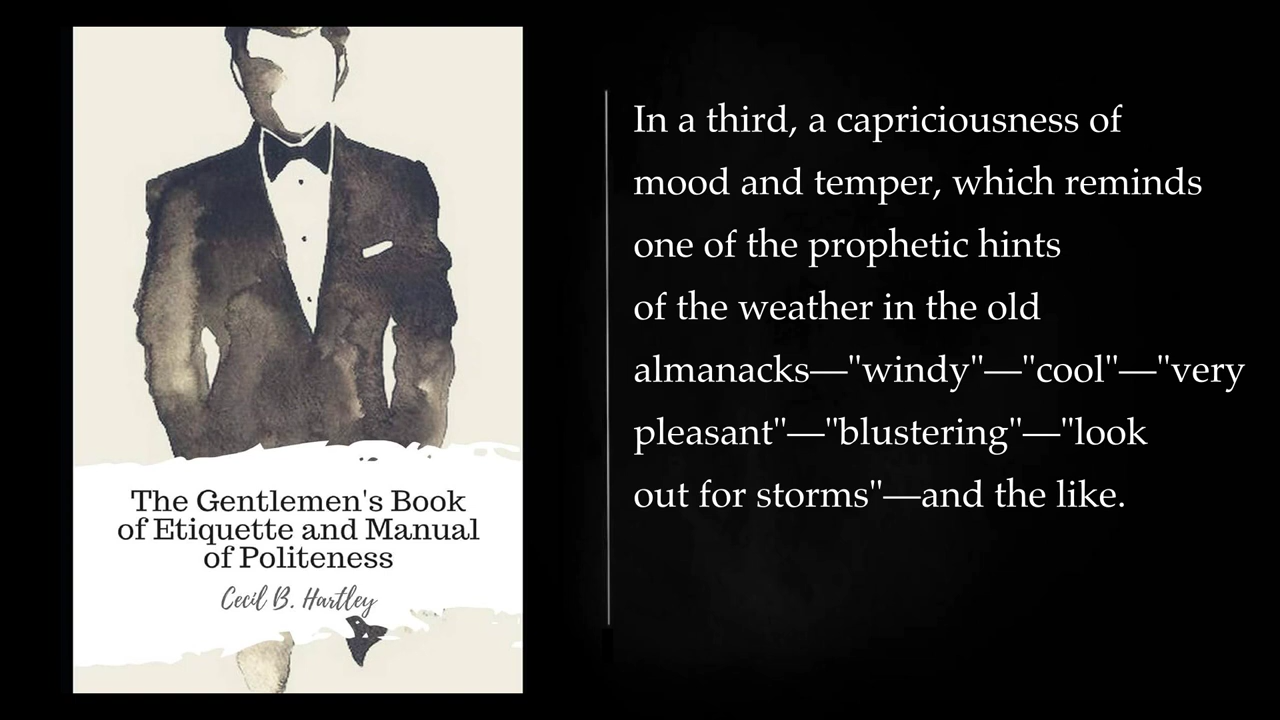 The Gentlemen's Book
of Etiquette and Manual
of Politeness
Cecil B. Hartley
In a third, a capriciousness of
mood and temper, which reminds
one of the prophetic hints
of the weather in the old
almanacks—"windy"—"cool"—"very
pleasant"—"blustering"—"look
out for storms"—and the like.